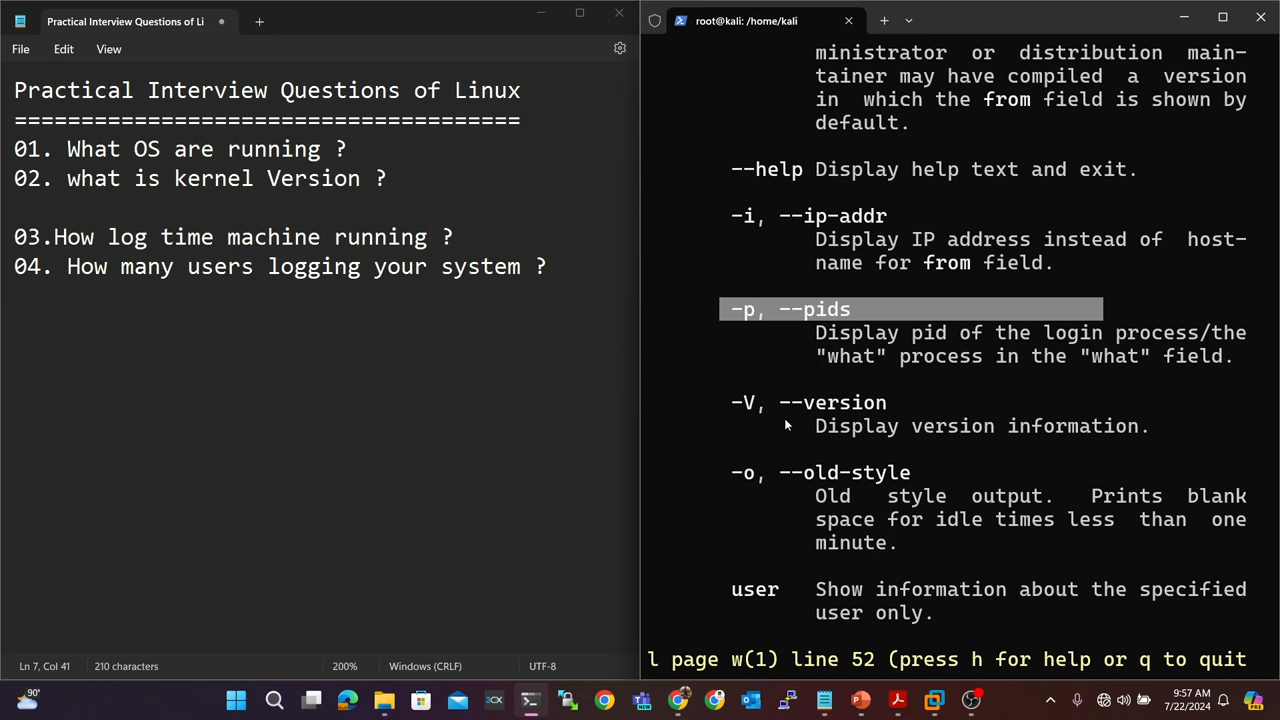 Practical Interview Questions of Li
File Edit View
Practical Interview Questions of Linux
======================================
01. What OS are running ?
02. what is kernel Version ?
03.How log time machine running ?
04. How many users logging your system ?
Ln 7, Col 41
210 characters
200%
Windows (CRLF)
UTF-8
root@kali: /home/kali
ministrator or distribution main-
tainer may have compiled a version
in which the from field is shown by
default.
--help Display help text and exit.
-i, --ip-addr
Display IP address instead of host-
name for from field.
-p, --pids
Display pid of the login process/the
"what" process in the "what" field.
-V, --version
Display version information.
-o, --old-style
Old style output. Prints blank
space for idle times less than one
minute.
user Show information about the specified
user only.
l page w(1) line 52 (press h for help or q to quit
90°
9:57 AM
7/22/2024